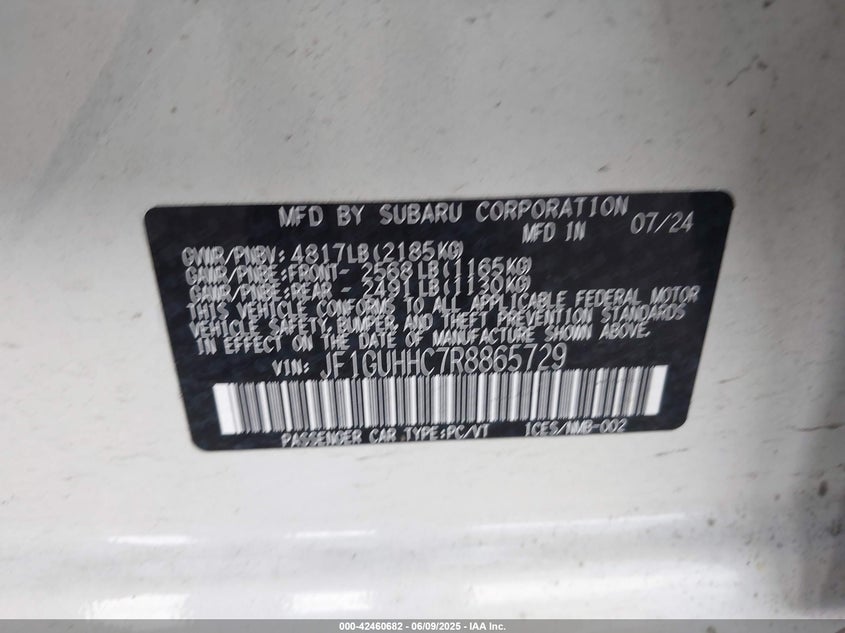 MFD BY SUBARU CORPORATION
MFD IN 07/24
GVWR/PNBV: 4817LB(2185KG)
GAWR/PNBE:FRONT- 2568LB(1165KG)
GAWR/PNBE:REAR - 2491LB(1130KG)
THIS VEHICLE CONFORMS TO ALL APPLICABLE FEDERAL MOTOR
VEHICLE SAFETY, BUMPER, AND THEFT PREVENTION STANDARDS
IN EFFECT ON THE DATE OF MANUFACTURE SHOWN ABOVE.
VIN: JF1GUHHC7R8865729
PASSENGER CAR TYPE:PC/VT ICES/NMB-002
000-42460682 / 06/09/2025 - IAA Inc.